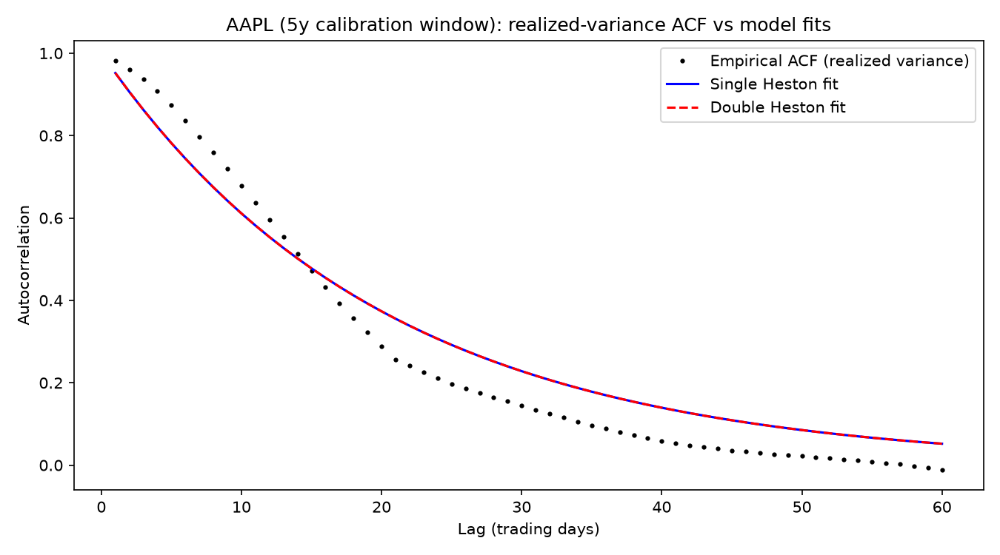 AAPL (5y calibration window): realized-variance ACF vs model fits
Empirical ACF (realized variance)
Single Heston fit
Double Heston fit
Autocorrelation
1.0
0.8
0.6
0.4
0.2
0.0
0 10 20 30 40 50 60
Lag (trading days)